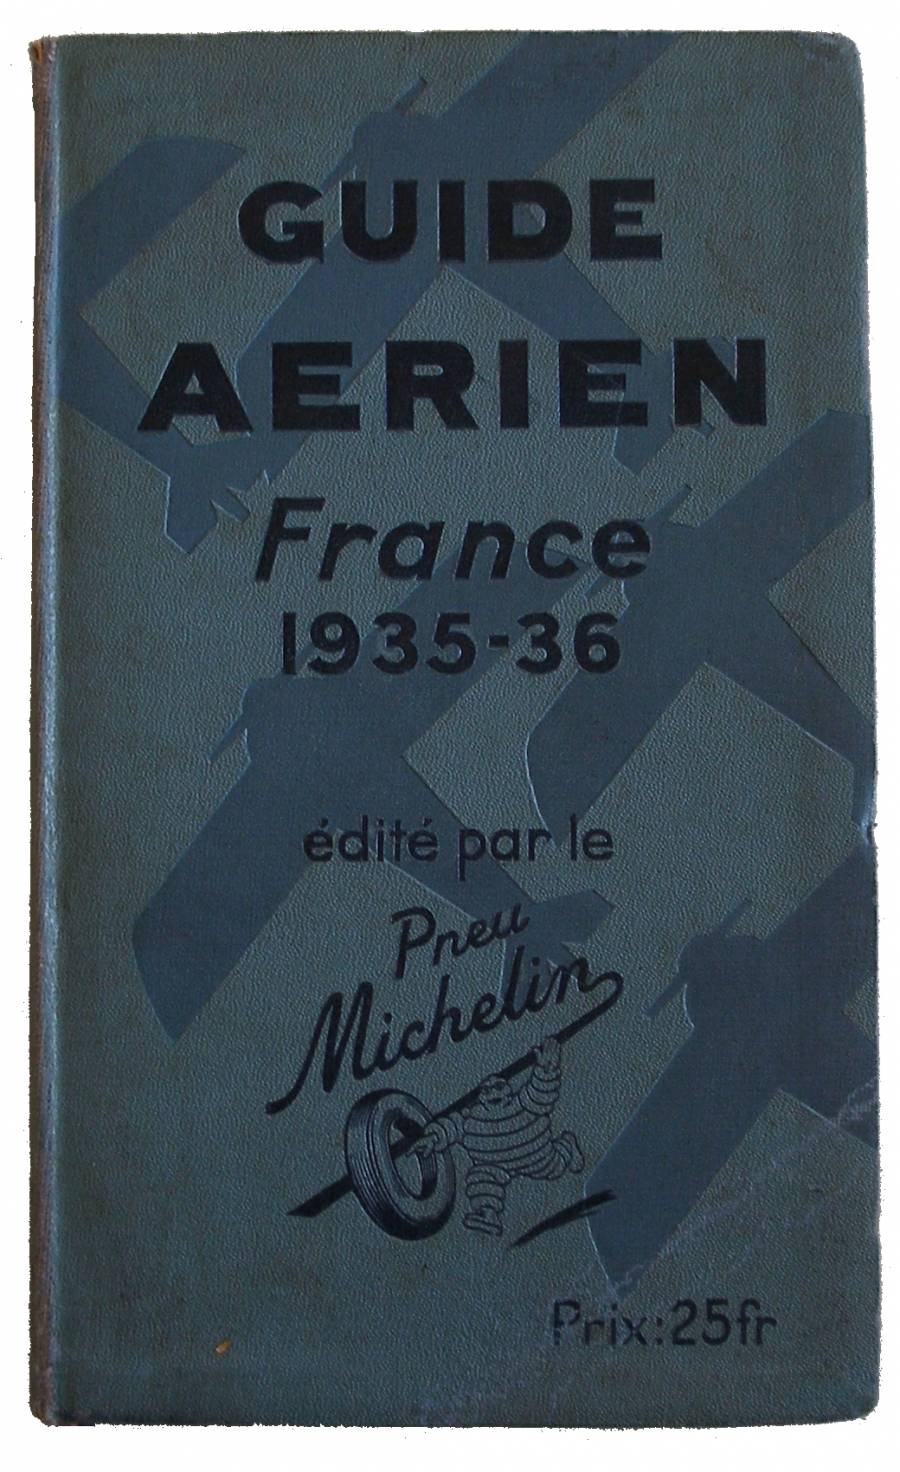 GUIDE
AERIEN
France
1935-36
édité par le
Pneu
Michelin
Prix:25fr